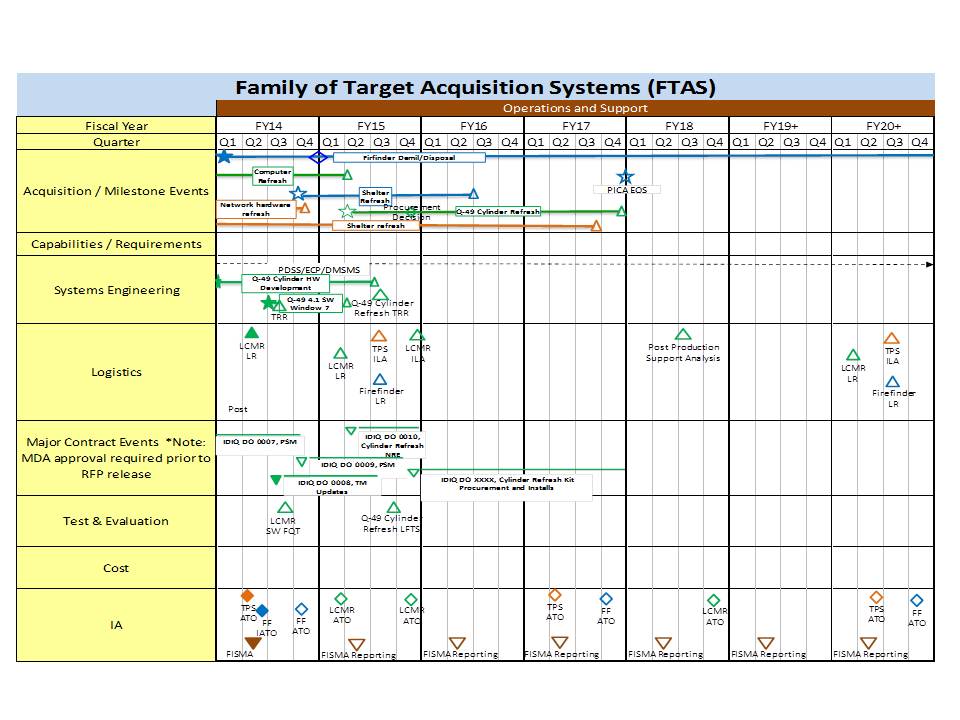 Family of Target Acquisition Systems (FTAS)
Operations and Support
Fiscal Year FY14 FY15 FY16 FY17 FY18 FY19+ FY20+
Quarter Q1 Q2 Q3 Q4 Q1 Q2 Q3 Q4 Q1 Q2 Q3 Q4 Q1 Q2 Q3 Q4 Q1 Q2 Q3 Q4 Q1 Q2 Q3 Q4 Q1 Q2 Q3 Q4
Acquisition / Milestone Events
Firfinder Demil/Disposal
Computer
Refresh
PICA EOS
Shelter
Refresh
Network hardware
refresh
Procurement
Decision
Q-49 Cylinder Refresh
Shelter refresh
Capabilities / Requirements
Systems Engineering
PDSS/ECP/DMSMS
Q-49 Cylinder HW
Development
Q-49 4.1 SW
Window 7
TRR
Q-49 Cylinder
Refresh TRR
Logistics
LCMR
LR
LCMR
LR
TPS
ILA
LCMR
ILA
Firefinder
LR
Post Production
Support Analysis
LCMR
LR
TPS
ILA
Firefinder
LR
Post
Major Contract Events *Note:
MDA approval required prior to
RFP release
IDIQ DO 0007, PSM
IDIQ DO 0010,
Cylinder Refresh
NRE
IDIQ DO 0009, PSM
IDIQ DO 0008, TM
Updates
IDIQ DO XXXX, Cylinder Refresh Kit
Procurement and Installs
Test & Evaluation
LCMR
SW FQT
Q-49 Cylinder
Refresh LFTS
Cost
IA
TPS
ATO
FF
IATO
FF
ATO
LCMR
ATO
LCMR
ATO
TPS
ATO
FF
ATO
LCMR
ATO
TPS
ATO
FF
ATO
FISMA
FISMA Reporting
FISMA Reporting
FISMA Reporting
FISMA Reporting
FISMA Reporting
FISMA Reporting